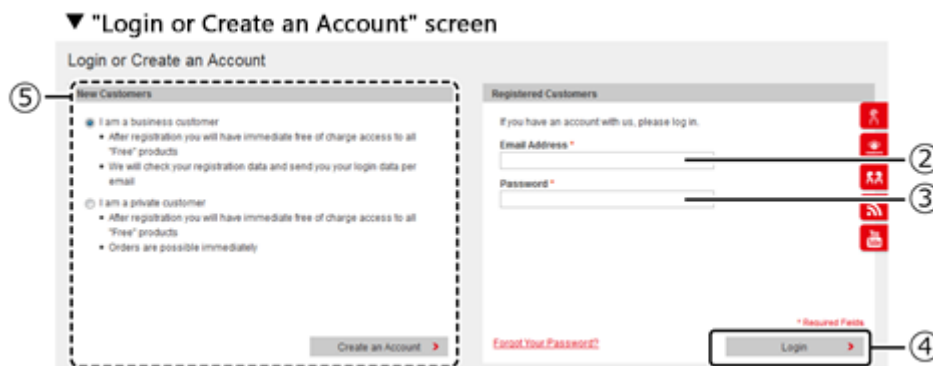 ▼ "Login or Create an Account" screen
Login or Create an Account
⑤
New Customers
I am a business customer
• After registration you will have immediate free of charge access to all
"Free" products
• We will check your registration data and send you your login data per
email
I am a private customer
• After registration you will have immediate free of charge access to all
"Free" products
• Orders are possible immediately
Create an Account
Registered Customers
If you have an account with us, please log in.
Email Address *
②
Password *
③
You Tube
* Required Fields
Forgot Your Password?
Login
④